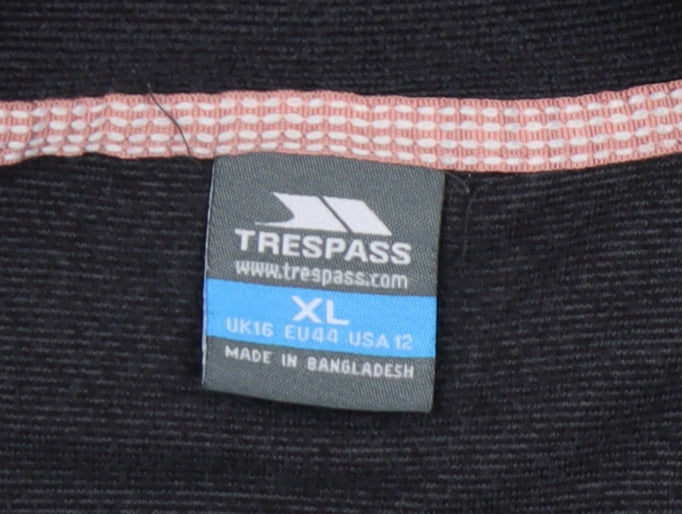 TRESPASS
www.trespass.com
XL
UK16 EU44 USA12
MADE IN BANGLADESH